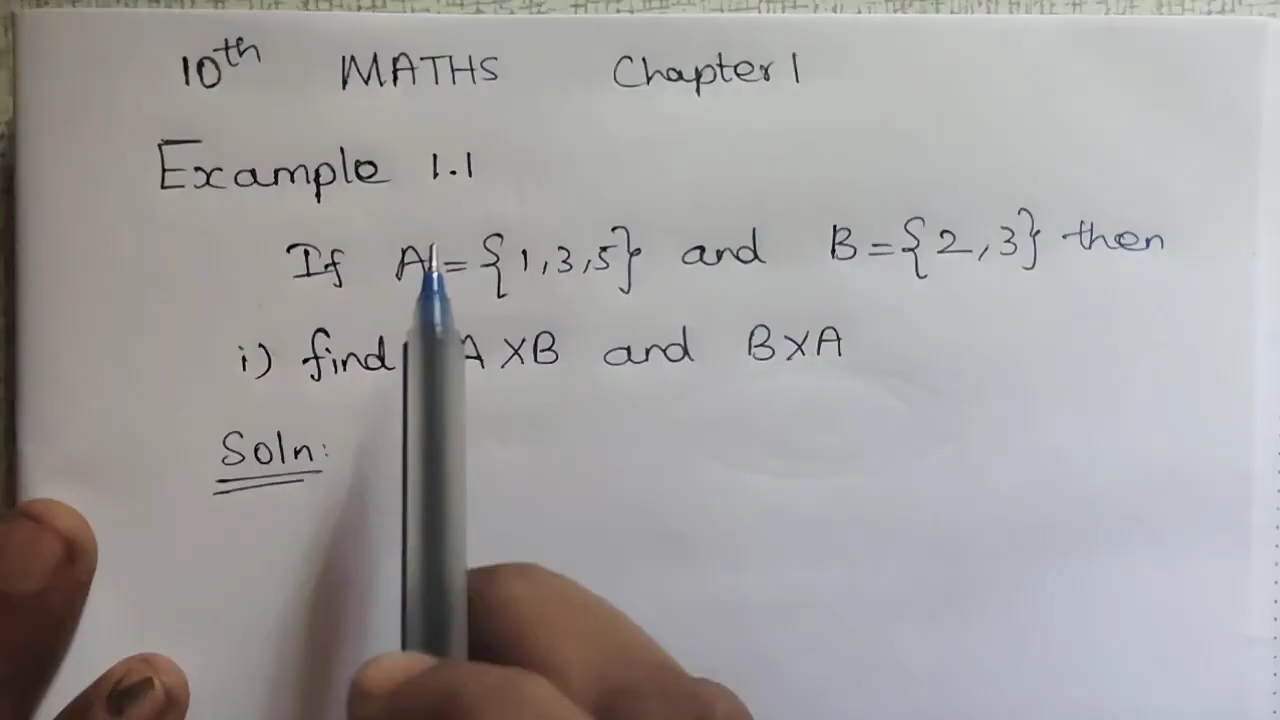 10th MATHS Chapter 1
Example 1.1
If A = {1,3,5} and B = {2,3} then
i) find A X B and B X A
Soln: